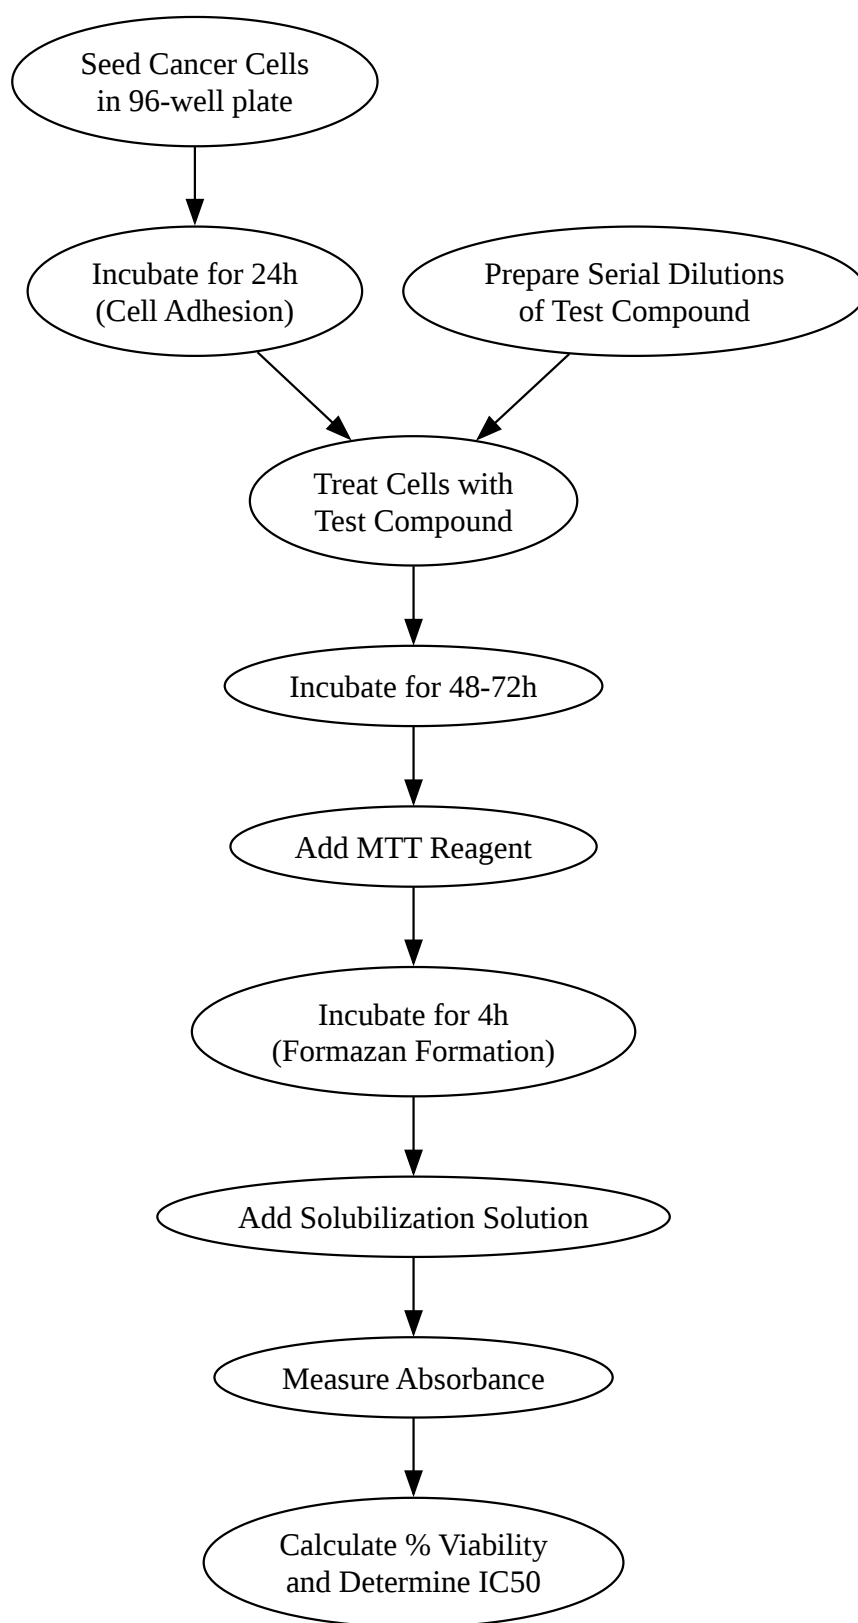 Seed Cancer Cells
in 96-well plate
Incubate for 24h
(Cell Adhesion)
Prepare Serial Dilutions
of Test Compound
Treat Cells with
Test Compound
Incubate for 48-72h
Add MTT Reagent
Incubate for 4h
(Formazan Formation)
Add Solubilization Solution
Measure Absorbance
Calculate % Viability
and Determine IC50